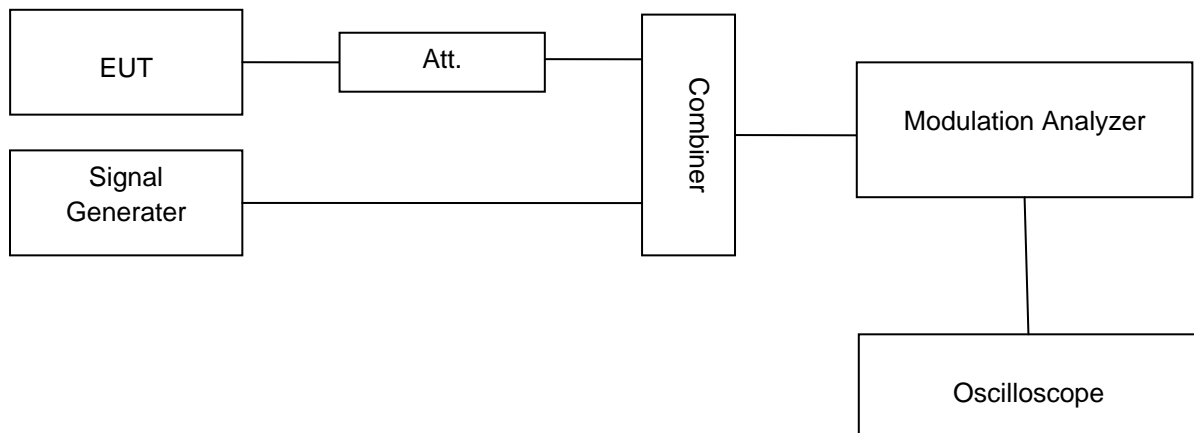 EUT
Att.
Combiner
Modulation Analyzer
Signal
Generater
Oscilloscope